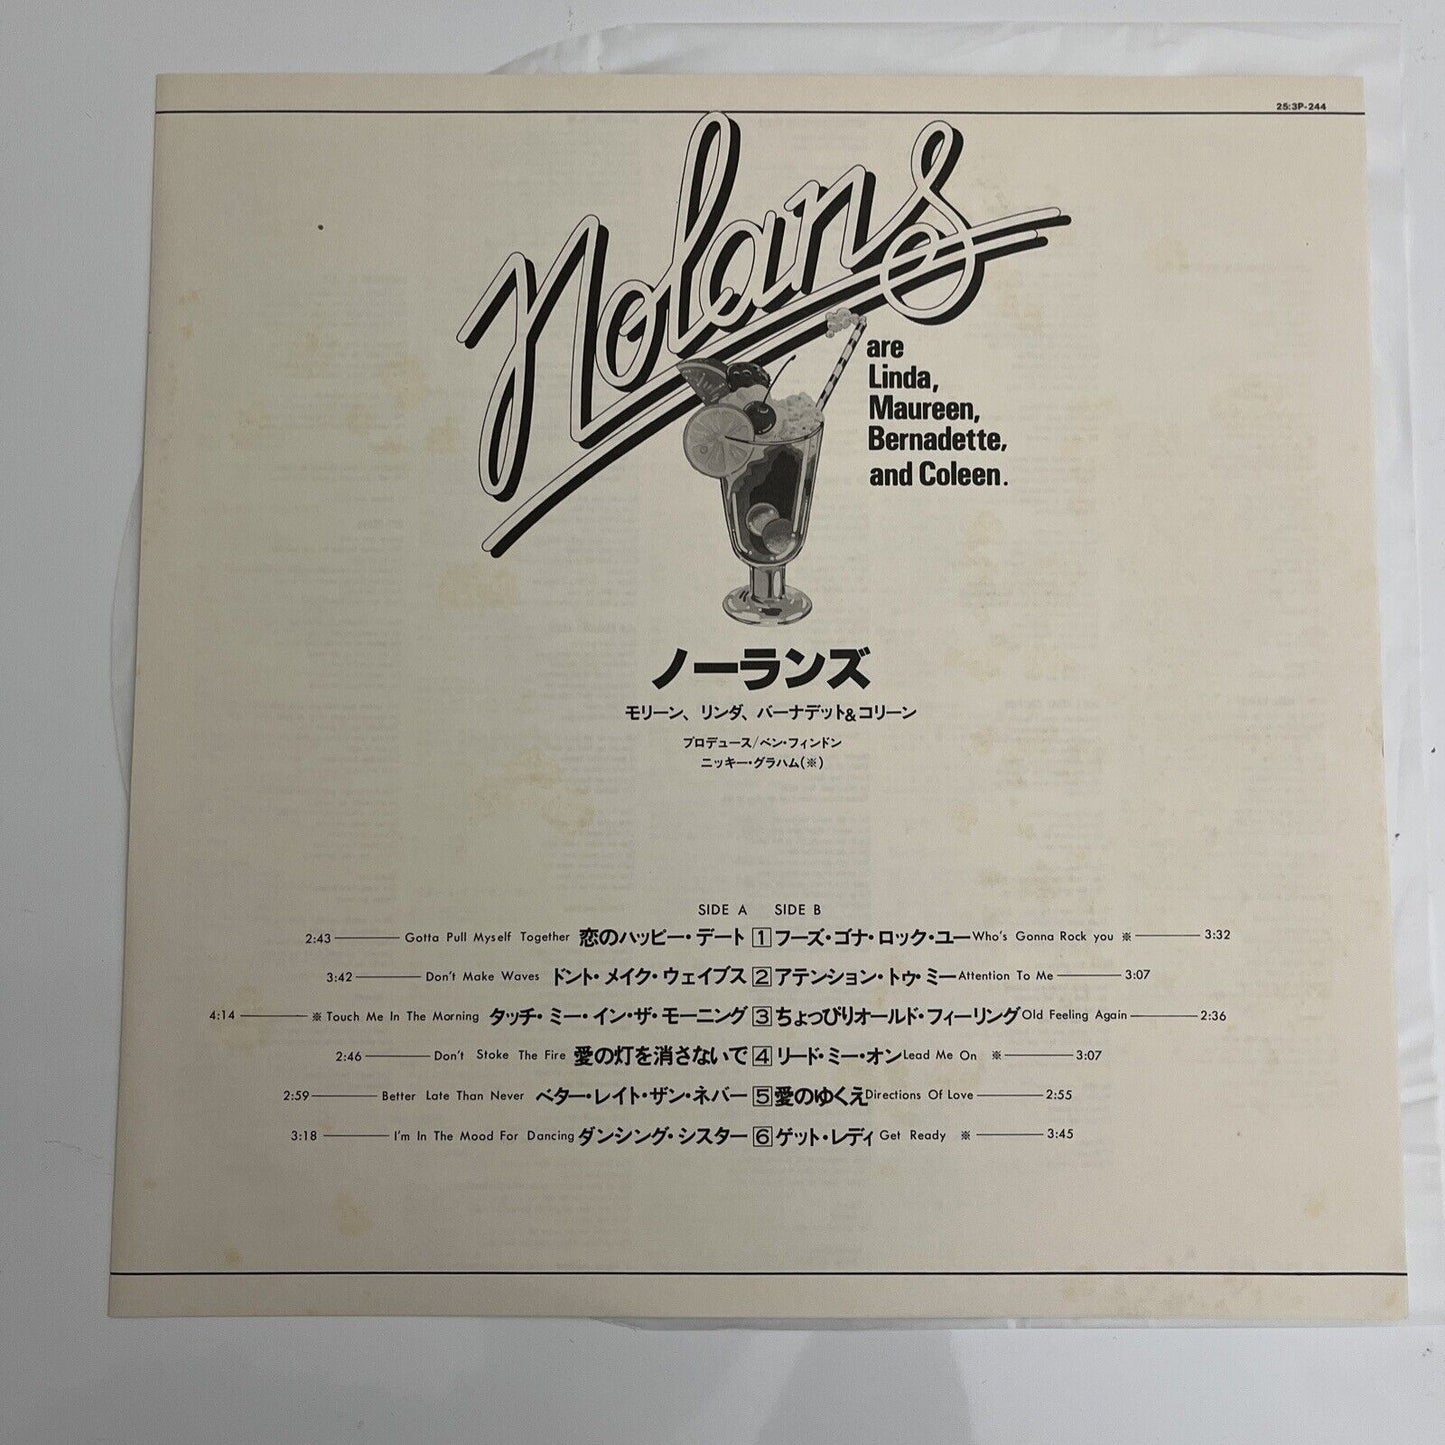 25:3P-244
Nolans
are
Linda,
Maureen,
Bernadette,
and Coleen.
ノーランズ
モリーン、リンダ、バーナデット&コリーン
プロデュース/ベン・フィンドン
ニッキー・グラハム(※)
SIDE A SIDE B
2:43 Gotta Pull Myself Together 恋のハッピー・デート 1 フーズ・ゴナ・ロック・ユー Who's Gonna Rock you ※ 3:32
3:42 Don't Make Waves ドント・メイク・ウェイブス 2 アテンション・トゥ・ミー Attention To Me 3:07
4:14 ※ Touch Me In The Morning タッチ・ミー・イン・ザ・モーニング 3 ちょっぴりオールド・フィーリング Old Feeling Again 2:36
2:46 Don't Stoke The Fire 愛の灯を消さないで 4 リード・ミー・オン Lead Me On ※ 3:07
2:59 Better Late Than Never ベター・レイト・ザン・ネバー 5 愛のゆくえ Directions Of Love 2:55
3:18 I'm In The Mood For Dancing ダンシング・シスター 6 ゲット・レディ Get Ready ※ 3:45